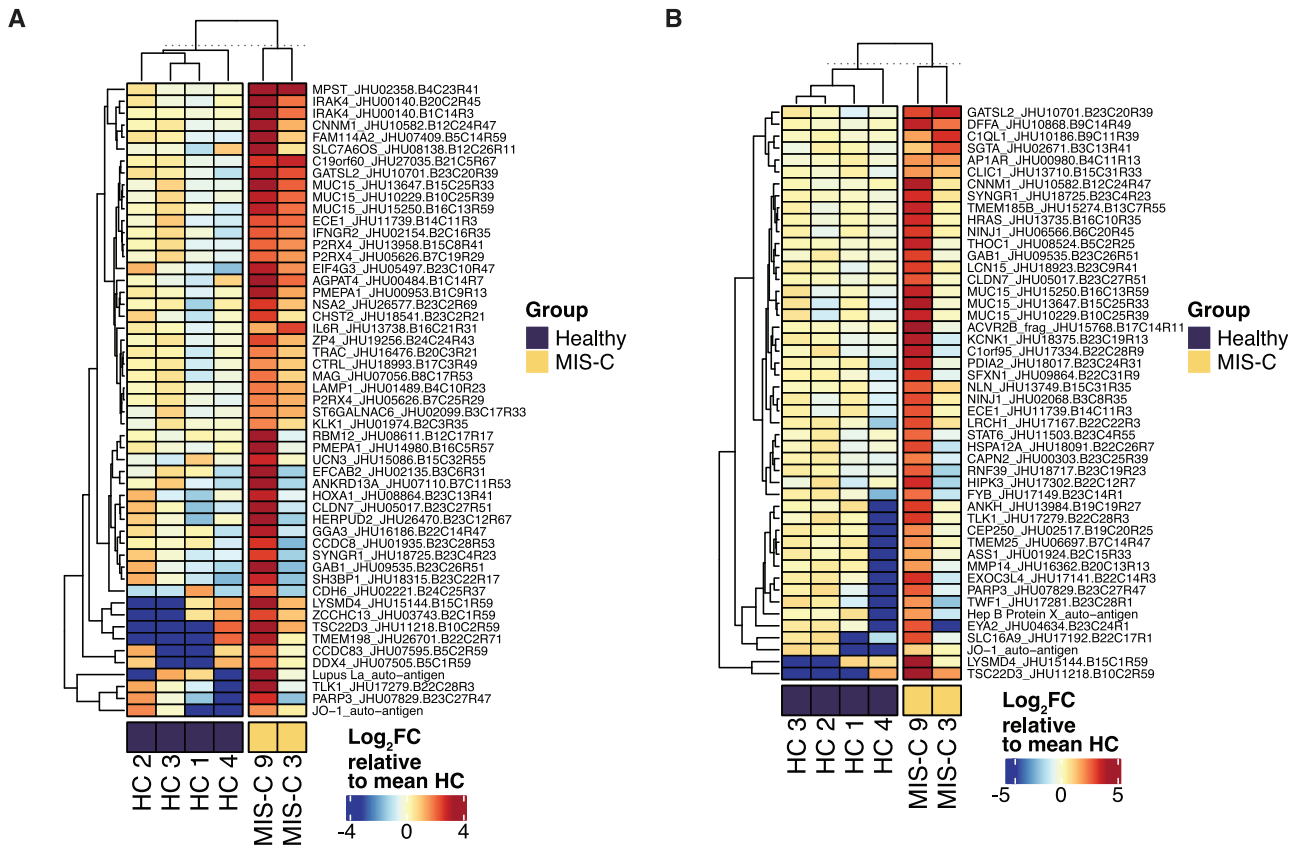 A
MPST_JHU02358.B4C23R41
IRAK4_JHU00140.B20C2R45
IRAK4_JHU00140.B1C14R3
CNNM1_JHU10582.B12C24R47
FAM114A2_JHU07409.B5C14R59
SLC7A6OS_JHU08138.B12C26R11
C19orf60_JHU27035.B21C5R67
GATSL2_JHU10701.B23C20R39
MUC15_JHU13647.B15C25R33
MUC15_JHU10229.B10C25R39
MUC15_JHU15250.B16C13R59
ECE1_JHU11739.B14C11R3
IFNGR2_JHU02154.B2C16R35
P2RX4_JHU13958.B15C8R41
P2RX4_JHU05626.B7C19R29
EIF4G3_JHU05497.B23C10R47
AGPAT4_JHU00484.B1C14R7
PMEPA1_JHU00953.B1C9R13
NSA2_JHU26577.B23C2R69
CHST2_JHU18541.B23C2R21
IL6R_JHU13738.B16C21R31
ZP4_JHU19256.B24C24R43
TRAC_JHU16476.B20C3R21
CTRL_JHU18993.B17C3R49
MAG_JHU07056.B8C17R53
LAMP1_JHU01489.B4C10R23
P2RX4_JHU05626.B7C25R29
ST6GALNAC6_JHU02099.B3C17R33
KLK1_JHU01974.B2C3R35
RBM12_JHU08611.B12C17R17
PMEPA1_JHU14980.B16C5R57
UCN3_JHU15086.B15C32R55
EFCAB2_JHU02135.B3C6R31
ANKRD13A_JHU07110.B7C11R53
HOXA1_JHU08864.B23C13R41
CLDN7_JHU05017.B23C27R51
HERPUD2_JHU26470.B23C12R67
GGA3_JHU16186.B22C14R47
CCDC8_JHU01935.B23C28R53
SYNGR1_JHU18725.B23C4R23
GAB1_JHU09535.B23C26R51
SH3BP1_JHU18315.B23C22R17
CDH6_JHU02221.B24C25R37
LYSMD4_JHU15144.B15C1R59
ZCCHC13_JHU03743.B2C1R59
TSC22D3_JHU11218.B10C2R59
TMEM198_JHU26701.B22C2R71
CCDC83_JHU07595.B5C2R59
DDX4_JHU07505.B5C1R59
Lupus La_auto−antigen
TLK1_JHU17279.B22C28R3
PARP3_JHU07829.B23C27R47
JO−1_auto−antigen
HC 2
HC 3
HC 1
HC 4
MIS-C 9
MIS-C 3
Group
Healthy
MIS-C
Log2FC
relative
to mean HC
-4 0 4
B
GATSL2_JHU10701.B23C20R39
DFFA_JHU10868.B9C14R49
C1QL1_JHU10186.B9C11R39
SGTA_JHU02671.B3C13R41
AP1AR_JHU00980.B4C11R13
CLIC1_JHU13710.B15C31R33
CNNM1_JHU10582.B12C24R47
SYNGR1_JHU18725.B23C4R23
TMEM185B_JHU15274.B13C7R55
HRAS_JHU13735.B16C10R35
NINJ1_JHU06566.B6C20R45
THOC1_JHU08524.B5C2R25
GAB1_JHU09535.B23C26R51
LCN15_JHU18923.B23C9R41
CLDN7_JHU05017.B23C27R51
MUC15_JHU15250.B16C13R59
MUC15_JHU13647.B15C25R33
MUC15_JHU10229.B10C25R39
ACVR2B_frag_JHU15768.B17C14R11
KCNK1_JHU18375.B23C19R13
C1orf95_JHU17334.B22C28R9
PDIA2_JHU18017.B23C24R31
SFXN1_JHU09864.B22C31R9
NLN_JHU13749.B15C31R35
NINJ1_JHU02068.B3C8R35
ECE1_JHU11739.B14C11R3
LRCH1_JHU17167.B22C22R3
STAT6_JHU11503.B23C4R55
HSPA12A_JHU18091.B22C26R7
CAPN2_JHU00303.B23C25R39
RNF39_JHU18717.B23C19R23
HIPK3_JHU17302.B22C12R7
FYB_JHU17149.B23C14R1
ANKH_JHU13984.B19C19R27
TLK1_JHU17279.B22C28R3
CEP250_JHU02517.B19C20R25
TMEM25_JHU06697.B7C14R47
ASS1_JHU01924.B2C15R33
MMP14_JHU16362.B20C13R13
EXOC3L4_JHU17141.B22C14R3
PARP3_JHU07829.B23C27R47
TWF1_JHU17281.B23C28R1
Hep B Protein X_auto−antigen
EYA2_JHU04634.B23C24R1
SLC16A9_JHU17192.B22C17R1
JO−1_auto−antigen
LYSMD4_JHU15144.B15C1R59
TSC22D3_JHU11218.B10C2R59
HC 3
HC 2
HC 1
HC 4
MIS-C 9
MIS-C 3
Group
Healthy
MIS-C
Log2FC
relative
to mean HC
-5 0 5